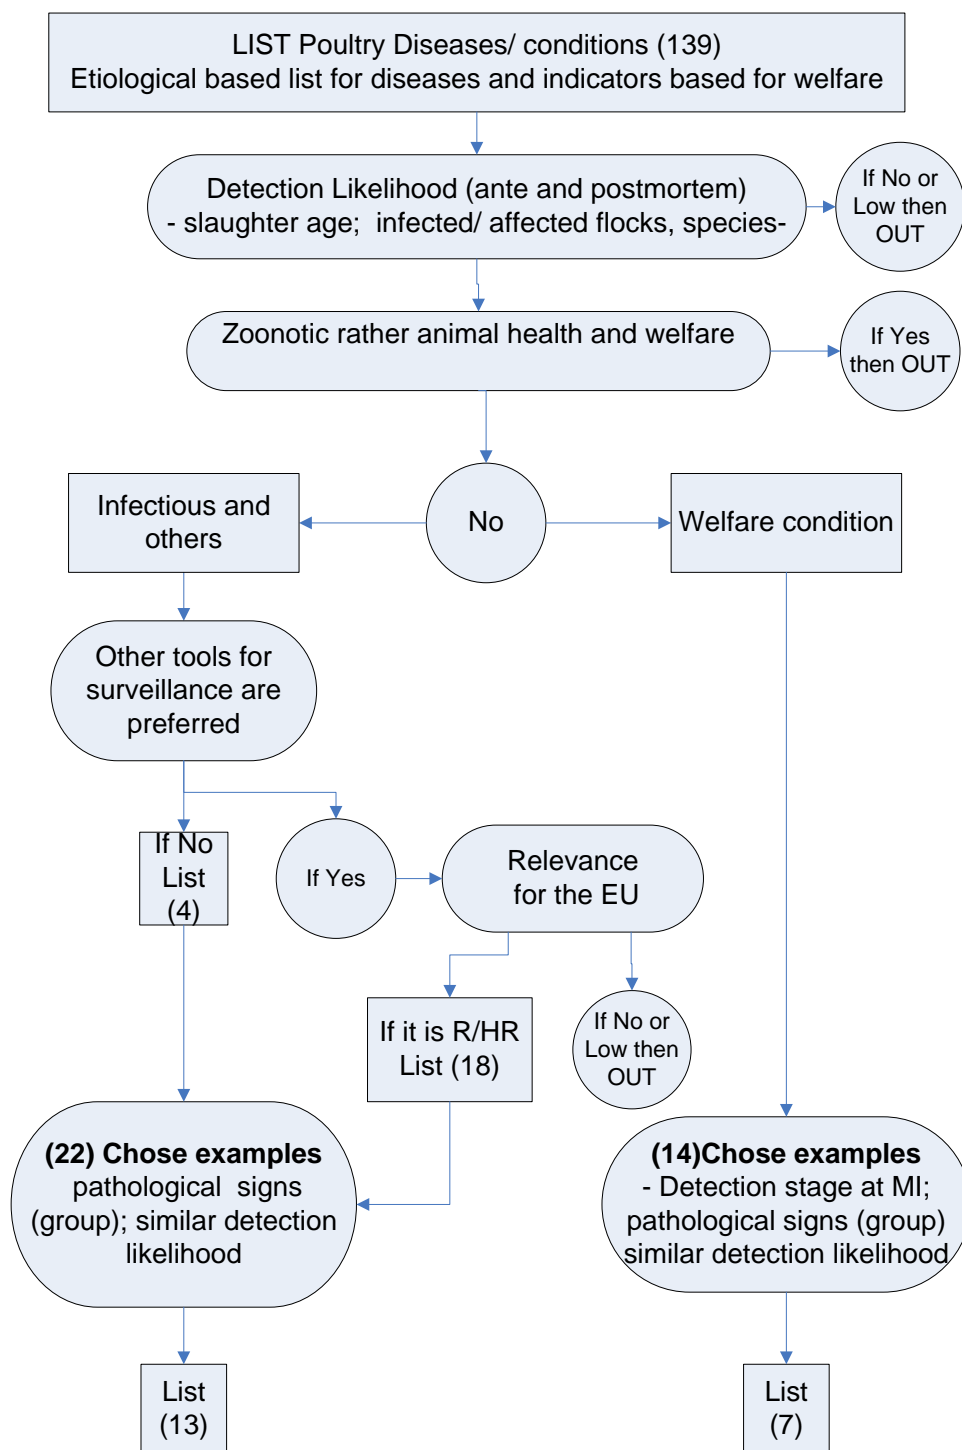 LIST Poultry Diseases/ conditions (139)
Etiological based list for diseases and indicators based for welfare
Detection Likelihood (ante and postmortem)
- slaughter age;  infected/ affected flocks, species-
If No or
Low then
OUT
Zoonotic rather animal health and welfare
If Yes
then OUT
Infectious and
others
No
Welfare condition
Other tools for
surveillance are
preferred
If No
List
(4)
If Yes
Relevance
for the EU
If it is R/HR
List (18)
If No or
Low then
OUT
(22) Chose examples
pathological  signs
(group); similar detection
likelihood
(14)Chose examples
- Detection stage at MI;
pathological signs (group)
similar detection likelihood
List
(13)
List
(7)